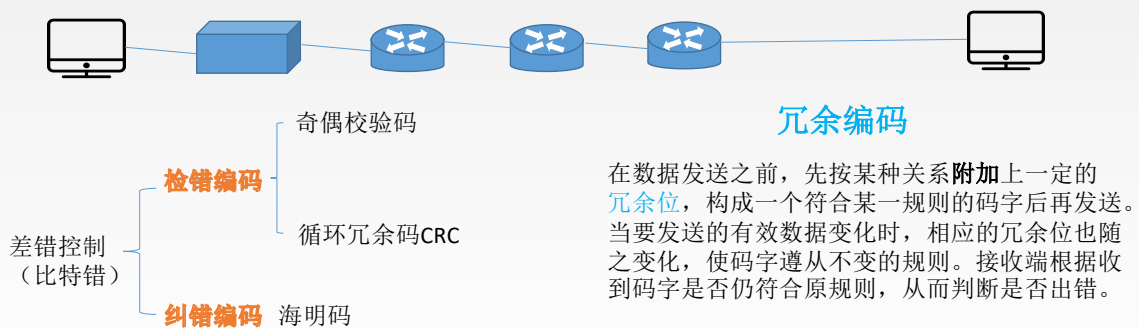 奇偶校验码
检错编码
循环冗余码CRC
差错控制
（比特错）
纠错编码 海明码
冗余编码
在数据发送之前，先按某种关系附加上一定的
冗余位，构成一个符合某一规则的码字后再发送。
当要发送的有效数据变化时，相应的冗余位也随
之变化，使码字遵从不变的规则。接收端根据收
到码字是否仍符合原规则，从而判断是否出错。